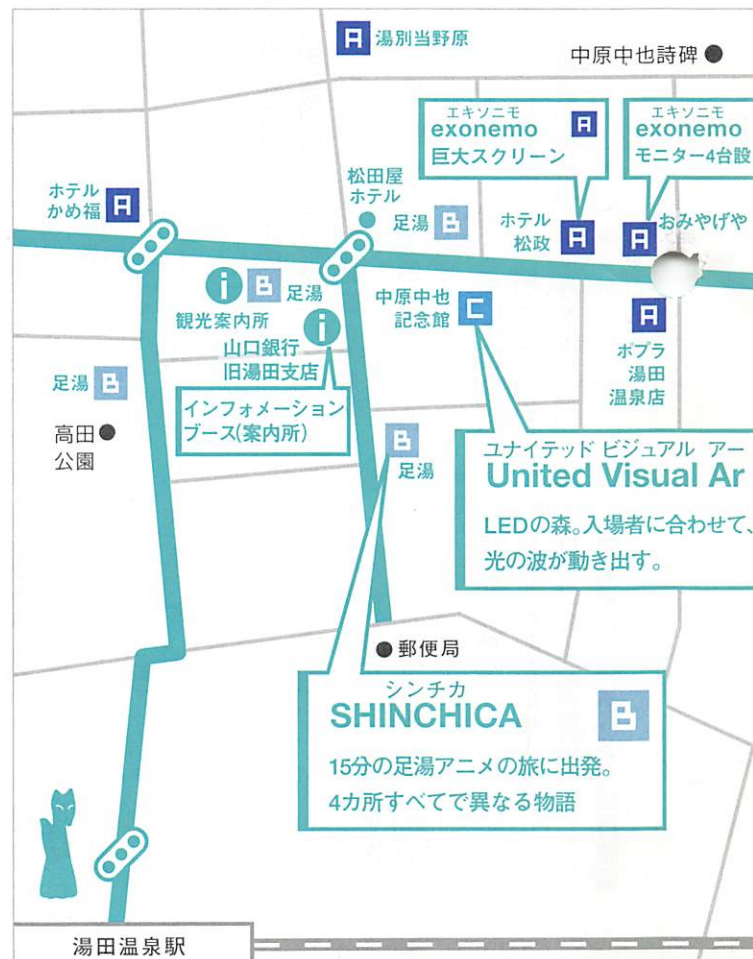 A 湯別当野原
中原中也詩碑
エキソニモ
exonemo A
巨大スクリーン
エキソニモ
exonemo
モニター4台設
ホテル
かめ福 A
松田屋
ホテル
足湯 B
ホテル
松政 A
A おみやげや
i B 足湯
観光案内所
i
山口銀行
旧湯田支店
インフォメーション
ブース(案内所)
中原中也
記念館 C
A
ポプラ
湯田
温泉店
足湯 B
高田
公園
B
足湯
ユナイテッド ビジュアル アー
United Visual Ar
LEDの森。入場者に合わせて、
光の波が動き出す。
郵便局
シンチカ
SHINCHICA B
15分の足湯アニメの旅に出発。
4カ所すべてで異なる物語
湯田温泉駅